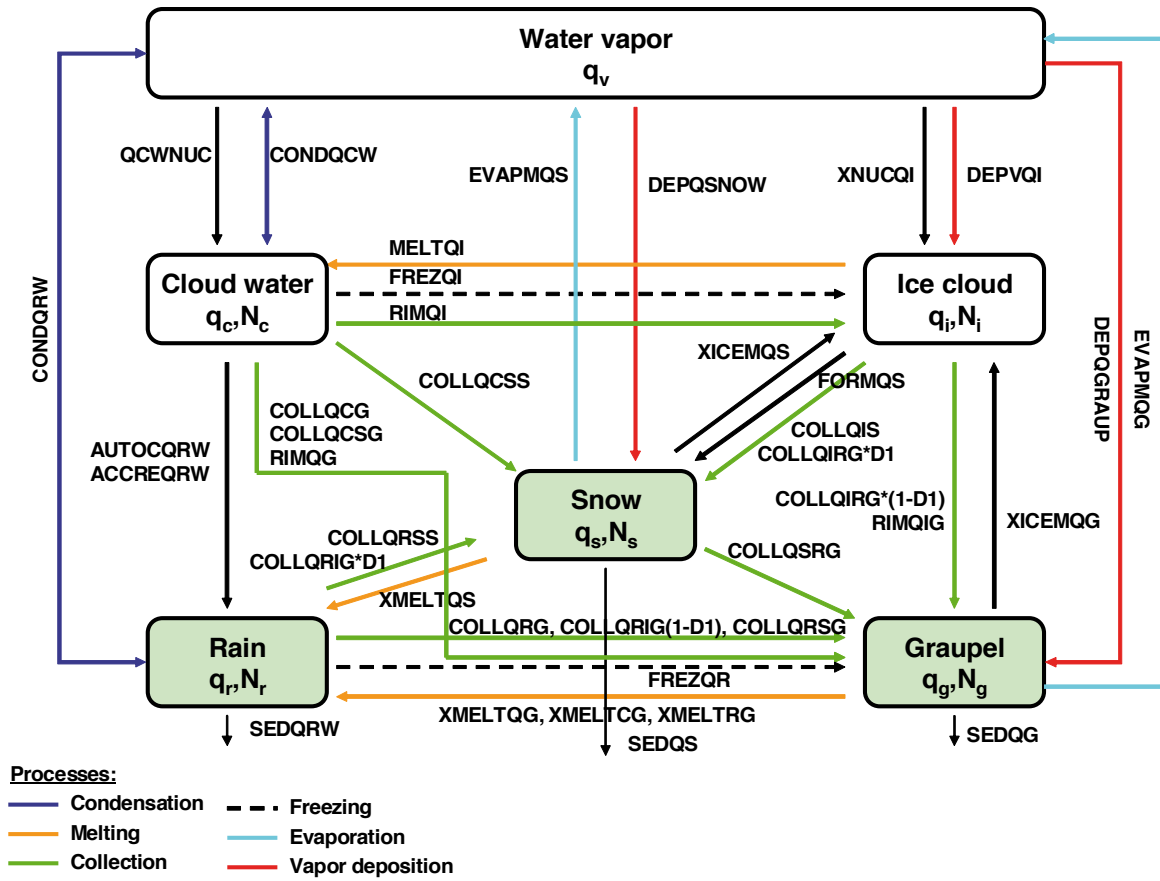 Water vapor
qv
QCWNUC
CONDQCW
EVAPMQS
DEPQSNOW
XNUCQI
DEPVQI
CONDQRW
Cloud water
qc,Nc
MELTQI
FREZQI
RIMQI
Ice cloud
qi,Ni
DEPQGRAUP
EVAPMQG
COLLQCSS
XICEMQS
FORMQS
COLLQCG
COLLQCSG
RIMQG
AUTOCQRW
ACCREQRW
COLLQIS
COLLQIRG*D1
Snow
qs,Ns
COLLQIRG*(1-D1)
RIMQIG
XICEMQG
COLLQRSS
COLLQRIG*D1
COLLQSRG
XMELTQS
Rain
qr,Nr
COLLQRG, COLLQRIG(1-D1), COLLQRSG
FREZQR
Graupel
qg,Ng
XMELTQG, XMELTCG, XMELTRG
SEDQRW
SEDQS
SEDQG
Processes:
Condensation
Melting
Collection
Freezing
Evaporation
Vapor deposition